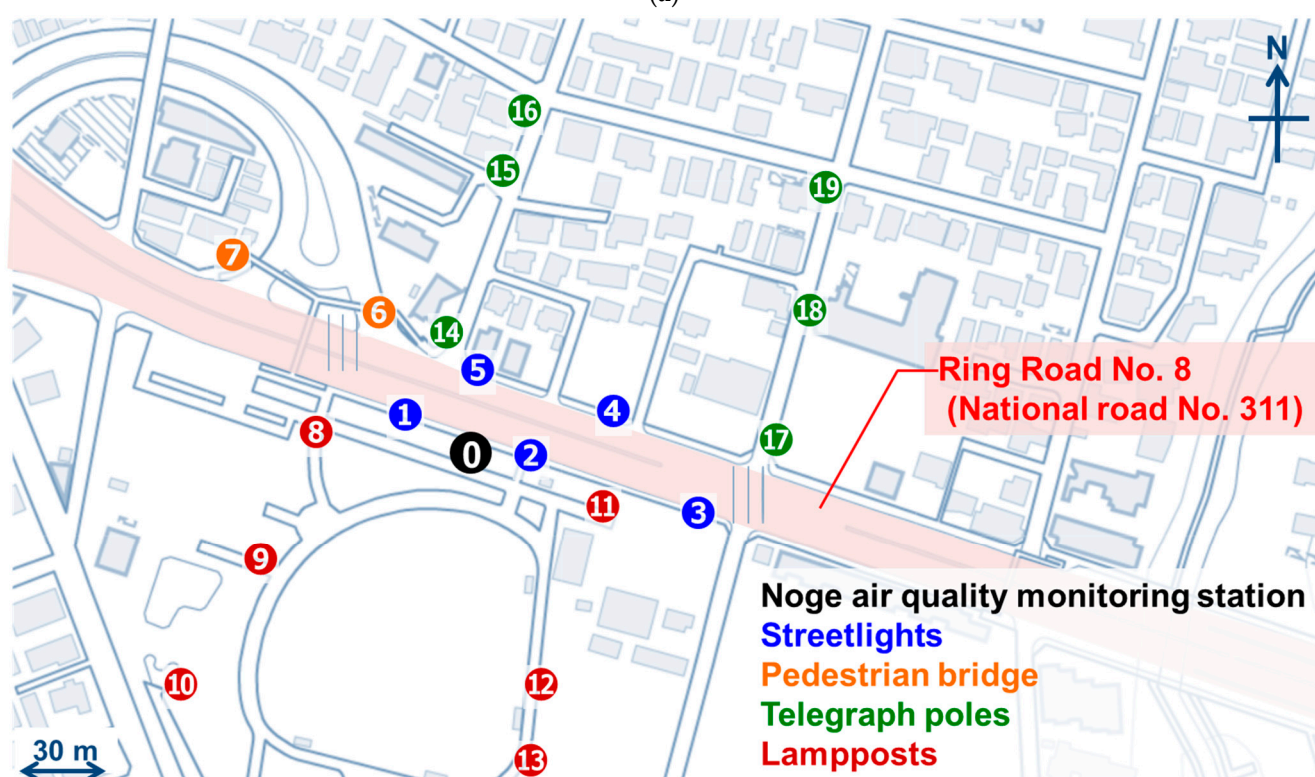 (a)
N
16
15
19
7
6
18
14
5
1
4
8
17
0
2
11
3
9
10
12
13
Ring Road No. 8
(National road No. 311)
Noge air quality monitoring station
Streetlights
Pedestrian bridge
Telegraph poles
Lampposts
30 m